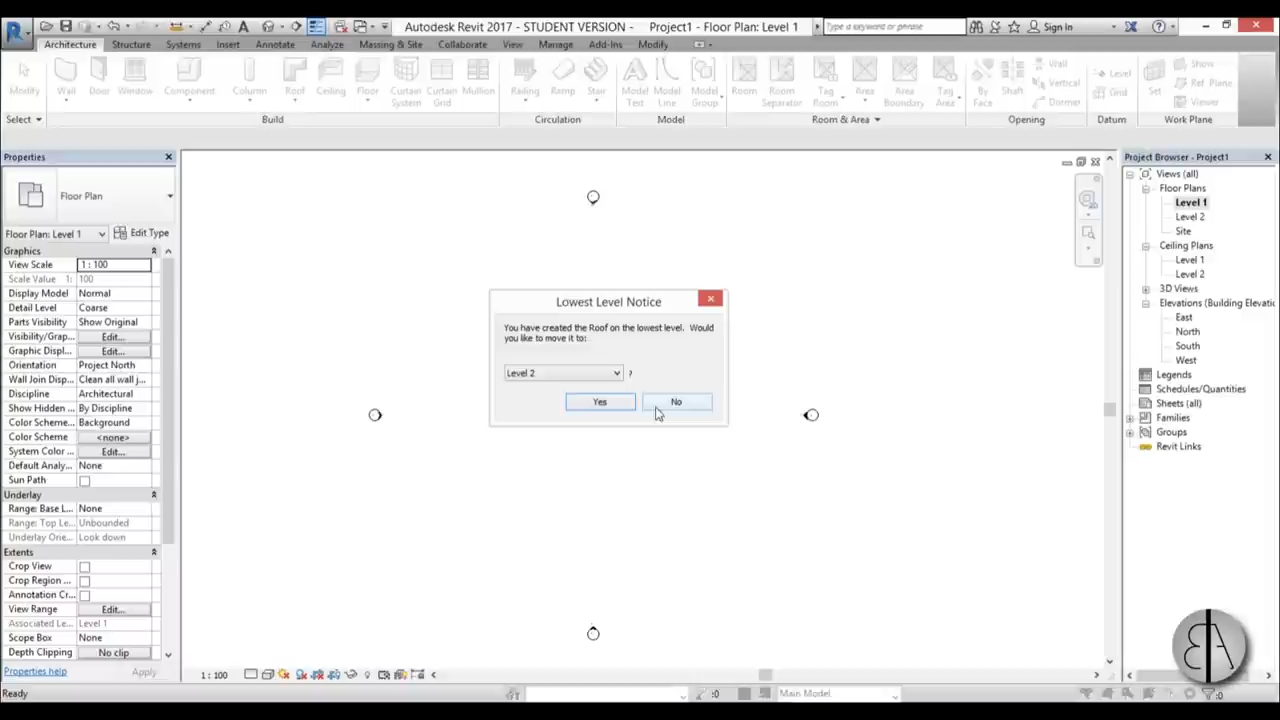 Autodesk Revit 2017 - STUDENT VERSION - Project1 - Floor Plan: Level 1
Type a keyword or phrase
Sign In
Architecture Structure Systems Insert Annotate Analyze Massing & Site Collaborate View Manage Add-Ins Modify
Modify Wall Door Window Component Column Roof Ceiling Floor Curtain System Curtain Grid Mullion Railing Ramp Stair Model Text Model Line Model Group Room Room Separator Tag Room Area Area Boundary Tag Area By Face Shaft Wall Vertical Dormer Level Grid Set Show Ref Plane Viewer
Select Build Circulation Model Room & Area Opening Datum Work Plane
Properties
Floor Plan
Floor Plan: Level 1 Edit Type
Graphics
View Scale 1 : 100
Scale Value 1: 100
Display Model Normal
Detail Level Coarse
Parts Visibility Show Original
Visibility/Grap... Edit...
Graphic Displ... Edit...
Orientation Project North
Wall Join Disp... Clean all wall j...
Discipline Architectural
Show Hidden ... By Discipline
Color Scheme ... Background
Color Scheme <none>
System Color ... Edit...
Default Analy... None
Sun Path
Underlay
Range: Base L... None
Range: Top Le... Unbounded
Underlay Orie... Look down
Extents
Crop View
Crop Region ...
Annotation Cr...
View Range Edit...
Associated Le... Level 1
Scope Box None
Depth Clipping No clip
Properties help Apply
Lowest Level Notice
You have created the Roof on the lowest level. Would
you like to move it to:
Level 2 ?
Yes No
Project Browser - Project1
Views (all)
Floor Plans
Level 1
Level 2
Site
Ceiling Plans
Level 1
Level 2
3D Views
Elevations (Building Elevatio
East
North
South
West
Legends
Schedules/Quantities
Sheets (all)
Families
Groups
Revit Links
BA
1 : 100
Ready :0 Main Model :0